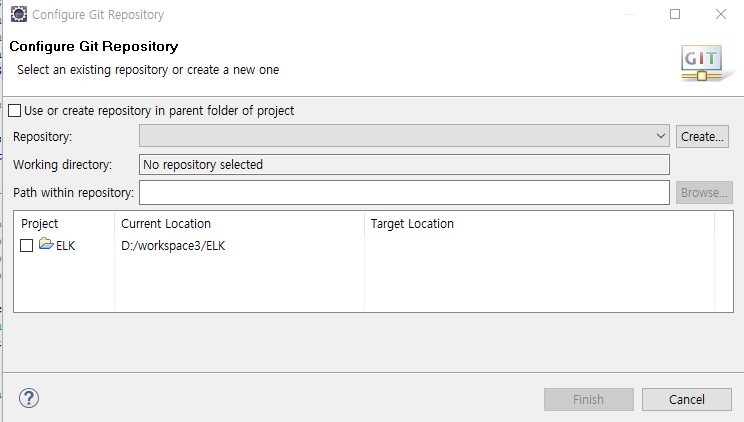 Configure Git Repository
Configure Git Repository
Select an existing repository or create a new one
GIT
Use or create repository in parent folder of project
Repository: Create...
Working directory: No repository selected
Path within repository: Browse...
Project Current Location Target Location
ELK D:/workspace3/ELK
? Finish Cancel